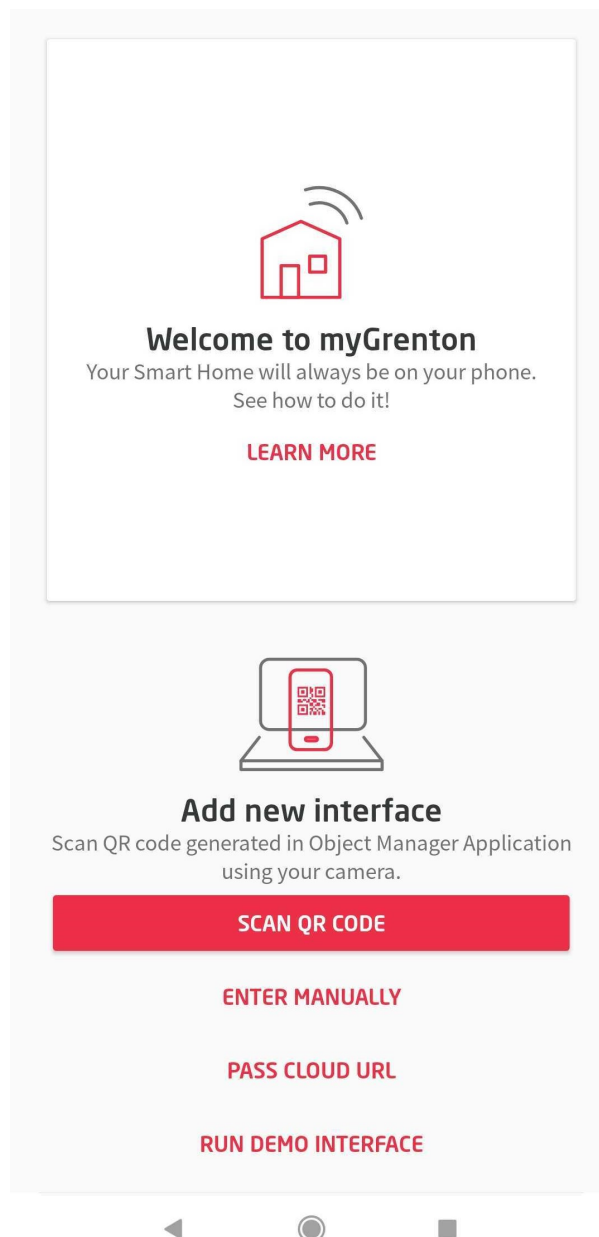 Welcome to myGrenton
Your Smart Home will always be on your phone.
See how to do it!
LEARN MORE
Add new interface
Scan QR code generated in Object Manager Application
using your camera.
SCAN QR CODE
ENTER MANUALLY
PASS CLOUD URL
RUN DEMO INTERFACE